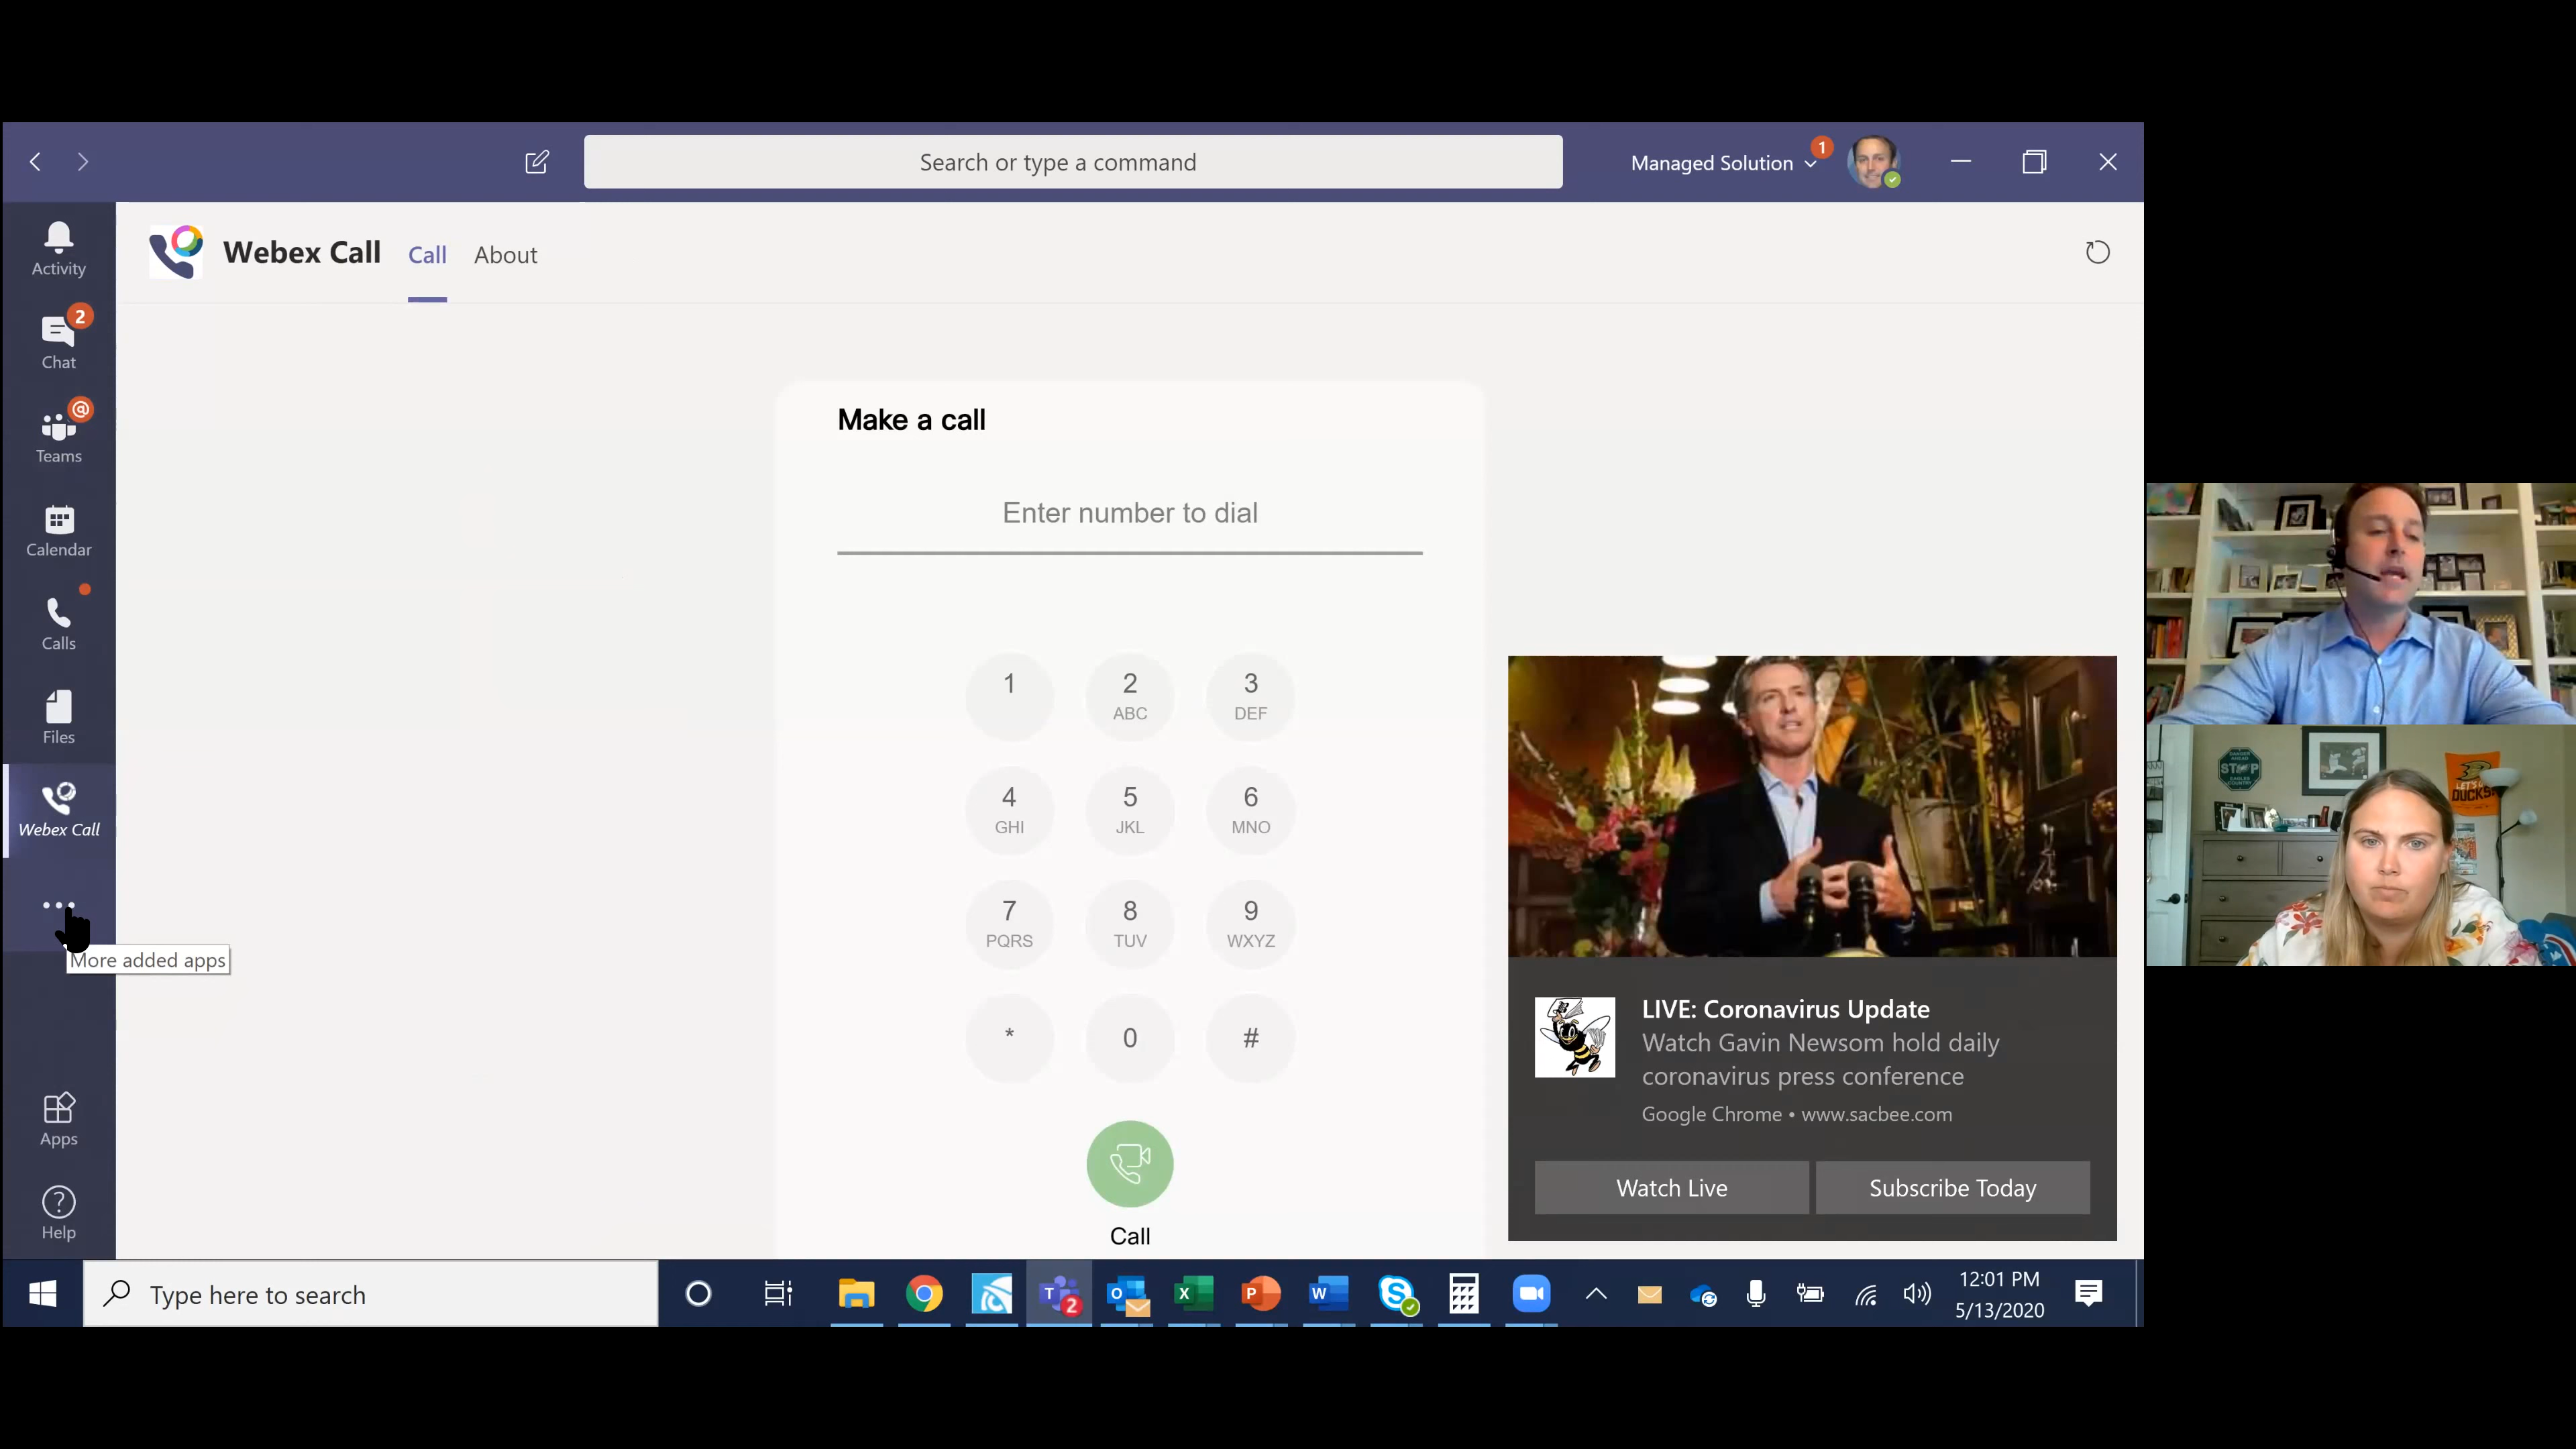 Search or type a command
Managed Solution
1
Activity
2
Chat
@
Teams
Calendar
Calls
Files
Webex Call
More added apps
Apps
Help
Webex Call
Call
About
Make a call
Enter number to dial
1
2
3
ABC
DEF
4
5
6
GHI
JKL
MNO
7
8
9
PQRS
TUV
WXYZ
*
0
#
Call
LIVE: Coronavirus Update
Watch Gavin Newsom hold daily
coronavirus press conference
Google Chrome • www.sacbee.com
Watch Live
Subscribe Today
STOP
LET'S
DUCKS!
Type here to search
T
2
O
X
P
W
S
12:01 PM
5/13/2020